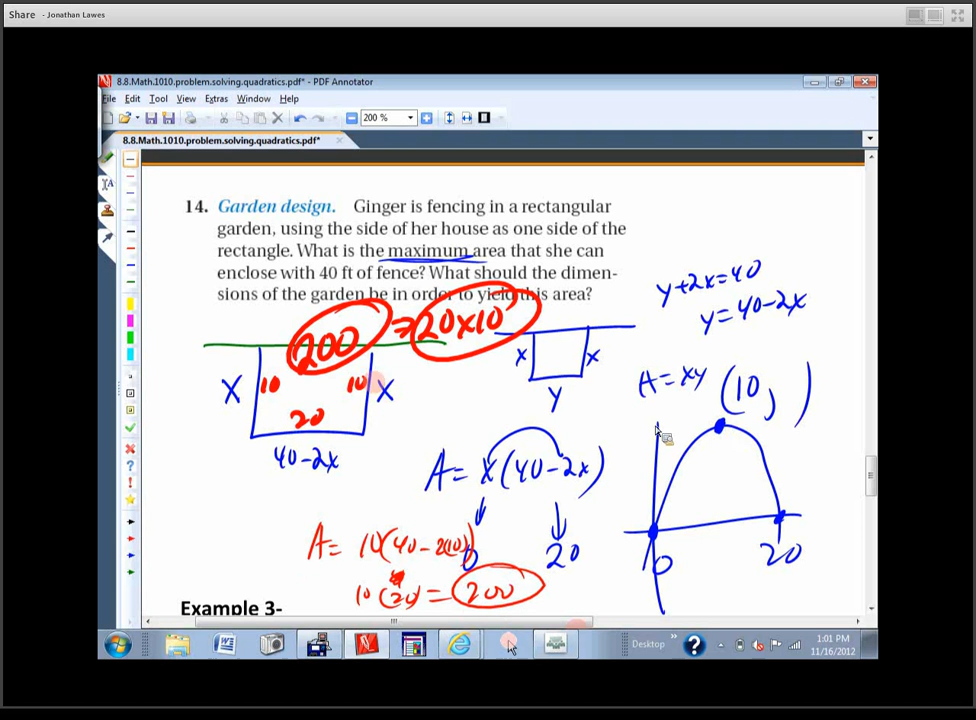 Share - Jonathan Lawes
8.8.Math.1010.problem.solving.quadratics.pdf* - PDF Annotator
File Edit Tool View Extras Window Help
200 %
8.8.Math.1010.problem.solving.quadratics.pdf*
14. Garden design. Ginger is fencing in a rectangular
garden, using the side of her house as one side of the
rectangle. What is the maximum area that she can
enclose with 40 ft of fence? What should the dimen-
sions of the garden be in order to yield this area?
y+2x=40
y=40-2x
200 = 20x10
x x
y
A=xy (10, )
X 10 10 X
20
40-2x
A= x(40-2x)
0 20
A= 10(40-2(10))
10(20) = 200
0 20
Example 3-
Desktop
1:01 PM
11/16/2012